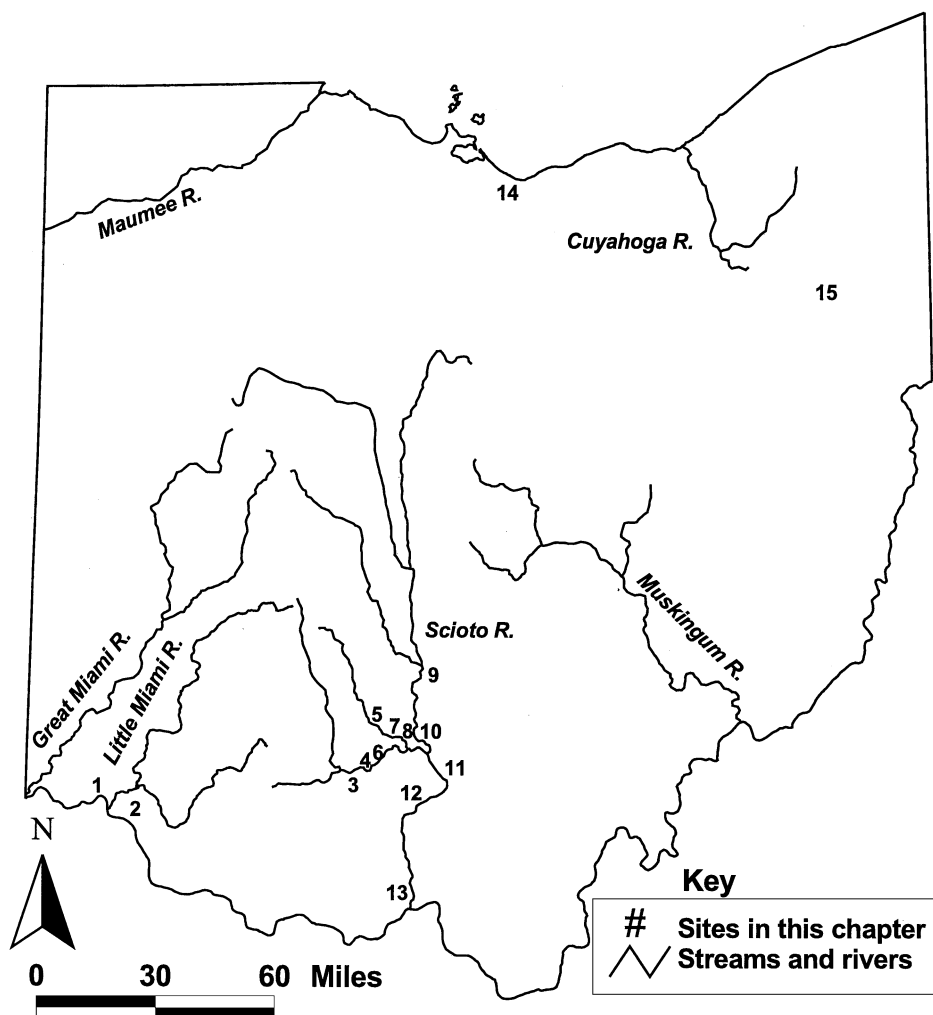 14
Maumee R.
Cuyahoga R.
15
Great Miami R.
Little Miami R.
Scioto R.
Muskingum R.
9
5
7
8
10
4
6
11
3
12
1
2
13
N
Key
# Sites in this chapter
Streams and rivers
0 30 60 Miles